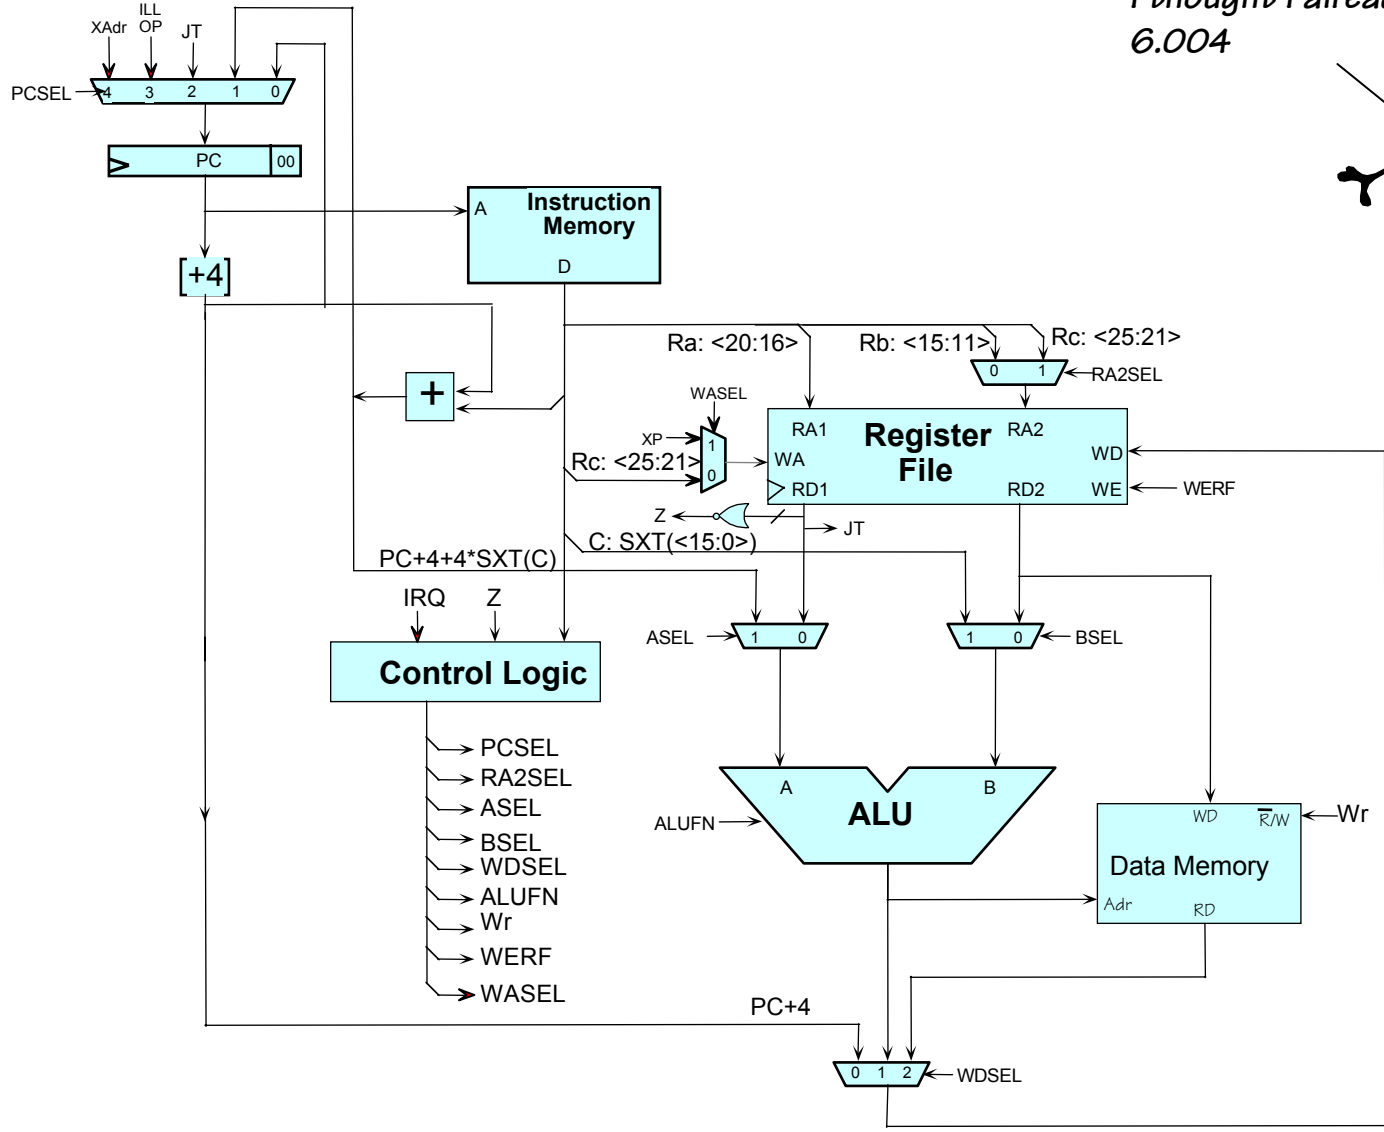 I thought I alread
6.004
ILL
OP
XAdr
JT
PCSEL
4 3 2 1 0
PC 00
A
Instruction
Memory
D
+4
Ra: <20:16>
Rb: <15:11>
Rc: <25:21>
0 1
RA2SEL
+
WASEL
XP
1
Rc: <25:21>
0
RA1
Register
File
RA2
WA
WD
RD1
RD2
WE
WERF
Z
JT
C: SXT(<15:0>)
PC+4+4*SXT(C)
IRQ
Z
ASEL
1 0
1 0
BSEL
Control Logic
PCSEL
RA2SEL
ASEL
BSEL
WDSEL
ALUFN
Wr
WERF
WASEL
A
B
ALU
ALUFN
WD
R/W
Wr
Data Memory
Adr
RD
PC+4
0 1 2
WDSEL